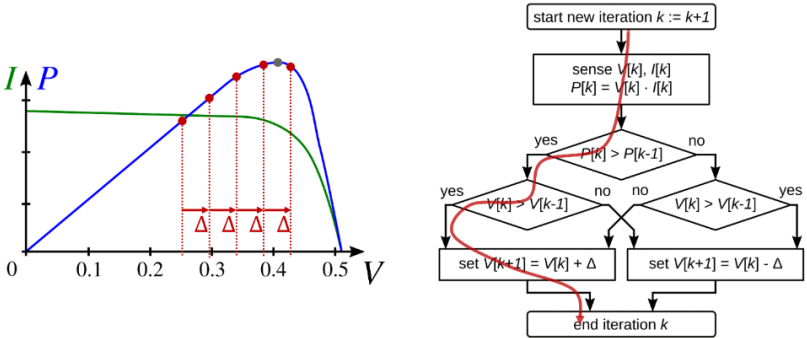 I P
Δ Δ Δ Δ
0 0.1 0.2 0.3 0.4 0.5 V
start new iteration k := k+1
sense V[k], I[k]
P[k] = V[k] · I[k]
yes no
P[k] > P[k-1]
yes no no yes
V[k] > V[k-1] V[k] > V[k-1]
set V[k+1] = V[k] + Δ set V[k+1] = V[k] - Δ
end iteration k